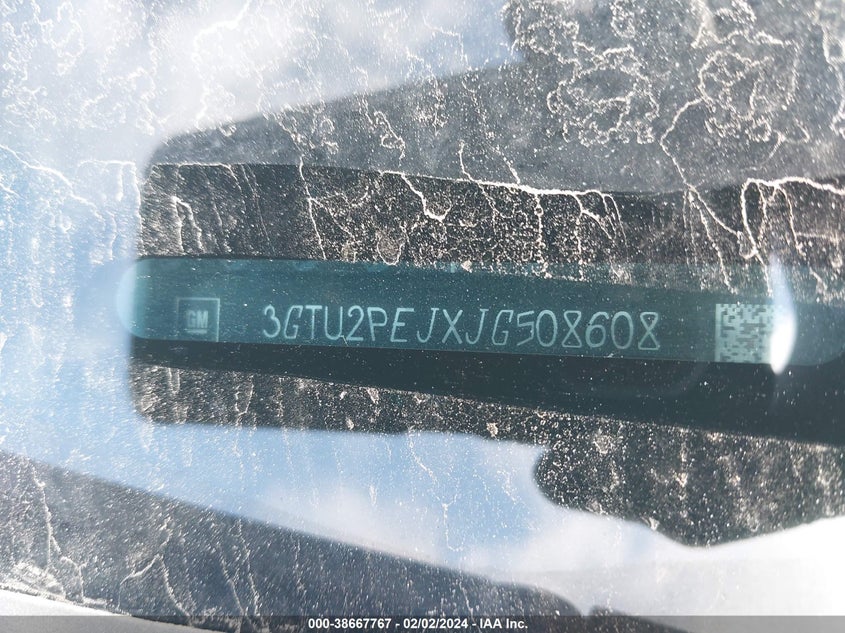 GM
3GTU2PEJXJG508608
000-38667767 - 02/02/2024 - IAA Inc.